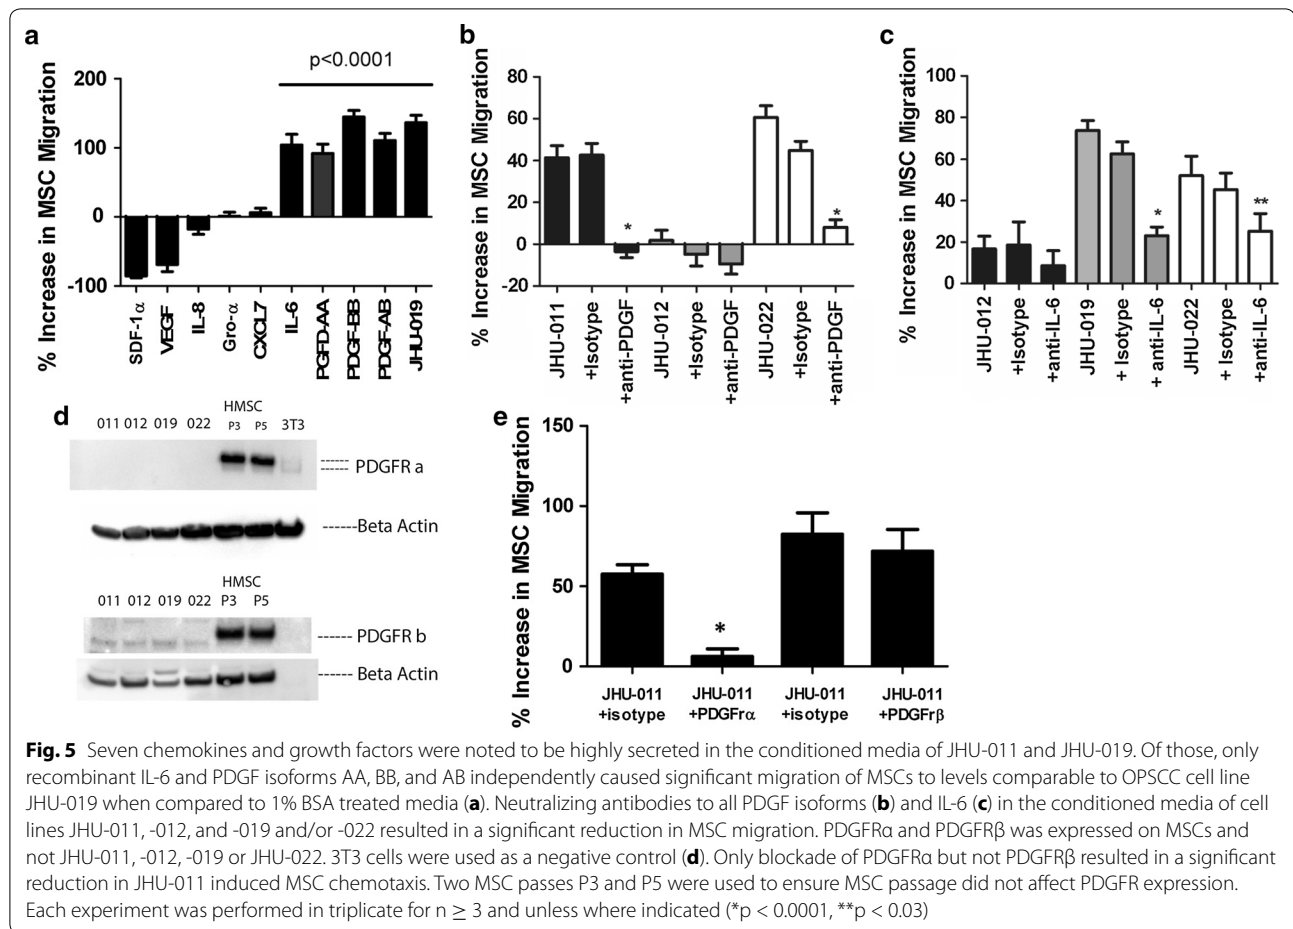 a
p<0.0001
% Increase in MSC Migration
200
100
0
-100
SDF-1α
VEGF
IL-8
Gro-α
CXCL7
IL-6
PGFD-AA
PDGF-BB
PDGF-AB
JHU-019
b
% Increase in MSC Migration
80
60
40
20
0
-20
*
*
JHU-011
+Isotype
+anti-PDGF
JHU-012
+Isotype
+anti-PDGF
JHU-022
+Isotype
+anti-PDGF
c
% Increase in MSC Migration
100
80
60
40
20
0
*
**
JHU-012
+Isotype
+anti-IL-6
JHU-019
+ Isotype
+ anti-IL-6
JHU-022
+ Isotype
+anti-IL-6
d
HMSC
011 012 019 022 P3 P5 3T3
PDGFR a
Beta Actin
HMSC
011 012 019 022 P3 P5
PDGFR b
Beta Actin
e
% Increase in MSC Migration
150
100
50
0
*
JHU-011 JHU-011 JHU-011 JHU-011
+isotype +PDGFrα +isotype +PDGFrβ
Fig. 5 Seven chemokines and growth factors were noted to be highly secreted in the conditioned media of JHU-011 and JHU-019. Of those, only
recombinant IL-6 and PDGF isoforms AA, BB, and AB independently caused significant migration of MSCs to levels comparable to OPSCC cell line
JHU-019 when compared to 1% BSA treated media (a). Neutralizing antibodies to all PDGF isoforms (b) and IL-6 (c) in the conditioned media of cell
lines JHU-011, -012, and -019 and/or -022 resulted in a significant reduction in MSC migration. PDGFRα and PDGFRβ was expressed on MSCs and
not JHU-011, -012, -019 or JHU-022. 3T3 cells were used as a negative control (d). Only blockade of PDGFRα but not PDGFRβ resulted in a significant
reduction in JHU-011 induced MSC chemotaxis. Two MSC passes P3 and P5 were used to ensure MSC passage did not affect PDGFR expression.
Each experiment was performed in triplicate for n ≥ 3 and unless where indicated (*p < 0.0001, **p < 0.03)